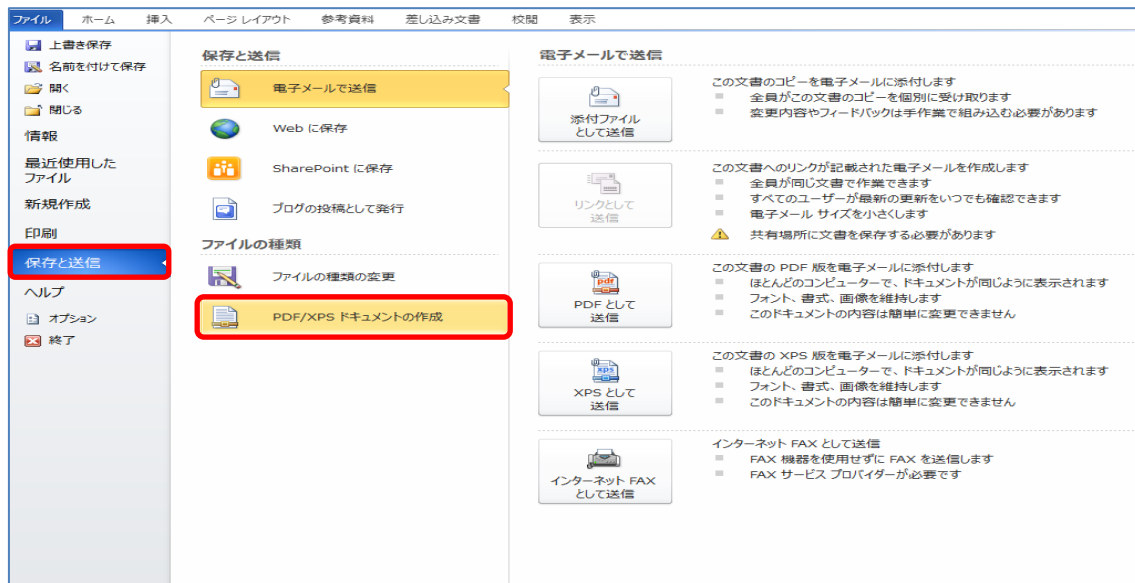 ファイル ホーム 挿入 ページ レイアウト 参考資料 差し込み文書 校閲 表示
上書き保存
名前を付けて保存
開く
閉じる
情報
最近使用した
ファイル
新規作成
印刷
保存と送信
ヘルプ
オプション
終了
保存と送信
電子メールで送信
Web に保存
SharePoint に保存
ブログの投稿として発行
ファイルの種類
ファイルの種類の変更
PDF/XPS ドキュメントの作成
電子メールで送信
添付ファイル
として送信
この文書のコピーを電子メールに添付します
全員がこの文書のコピーを個別に受け取ります
変更内容やフィードバックは手作業で組み込む必要があります
リンクとして
送信
この文書へのリンクが記載された電子メールを作成します
全員が同じ文書で作業できます
すべてのユーザーが最新の更新をいつでも確認できます
電子メール サイズを小さくします
共有場所に文書を保存する必要があります
pdf
PDF として
送信
この文書の PDF 版を電子メールに添付します
ほとんどのコンピューターで、ドキュメントが同じように表示されます
フォント、書式、画像を維持します
このドキュメントの内容は簡単に変更できません
xps
XPS として
送信
この文書の XPS 版を電子メールに添付します
ほとんどのコンピューターで、ドキュメントが同じように表示されます
フォント、書式、画像を維持します
このドキュメントの内容は簡単に変更できません
インターネット FAX
として送信
インターネット FAX として送信
FAX 機器を使用せずに FAX を送信します
FAX サービス プロバイダーが必要です